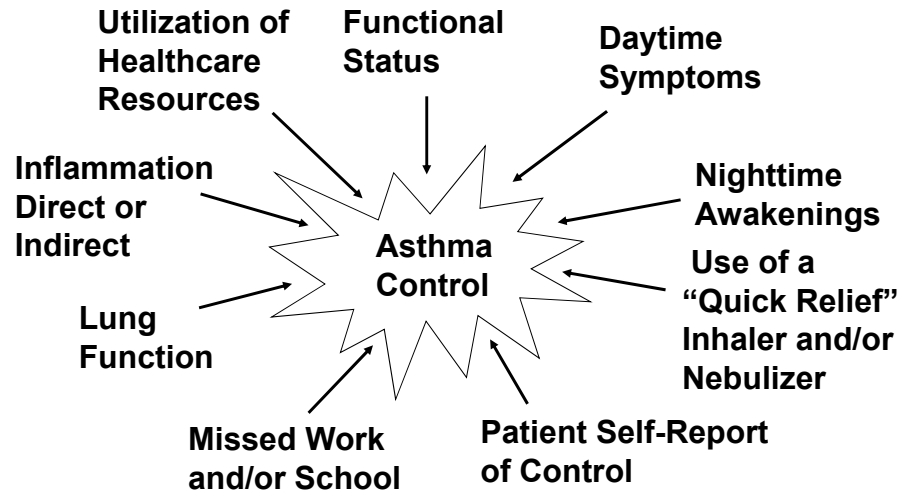 Utilization of
Healthcare
Resources
Functional
Status
Daytime
Symptoms
Inflammation
Direct or
Indirect
Nighttime
Awakenings
Asthma
Control
Use of a
“Quick Relief”
Inhaler and/or
Nebulizer
Lung
Function
Missed Work
and/or School
Patient Self-Report
of Control